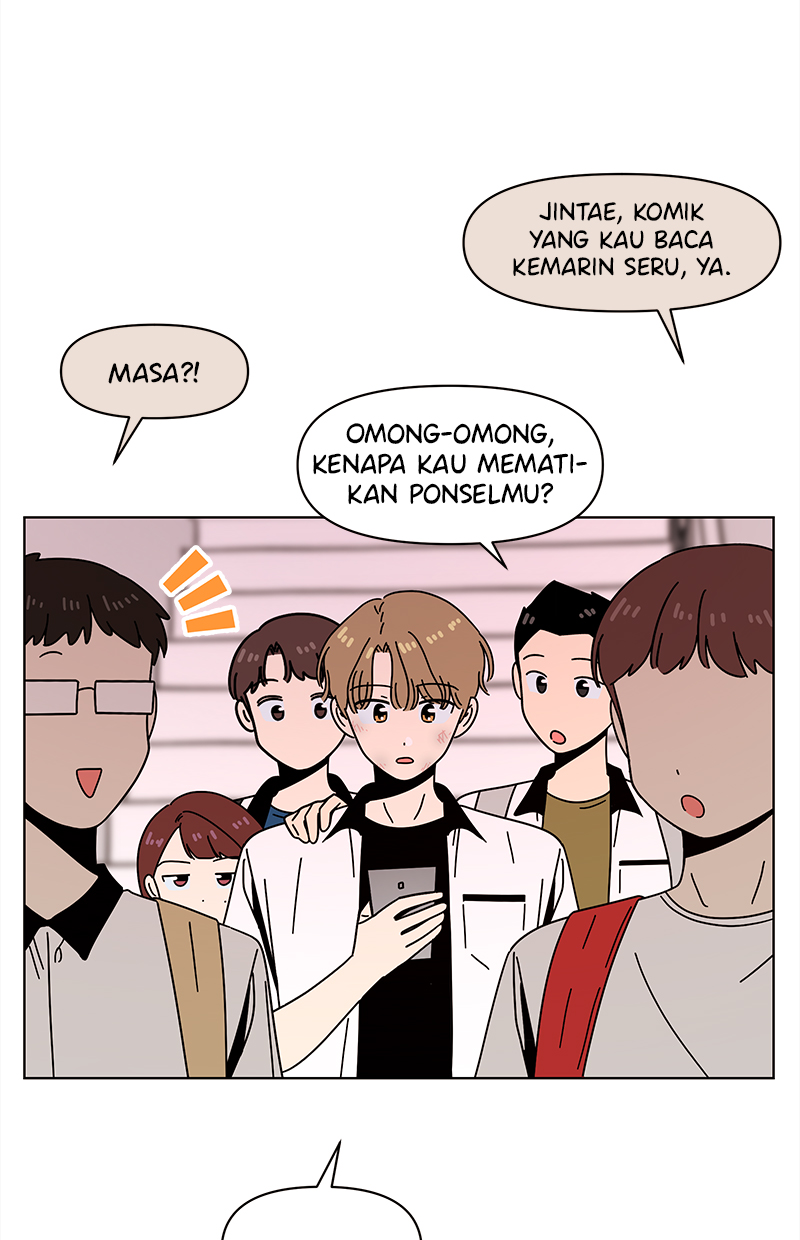 JINTAE, KOMIK
YANG KAU BACA
KEMARIN SERU, YA.
MASA?!
OMONG-OMONG,
KENAPA KAU MEMATI-
KAN PONSELMU?